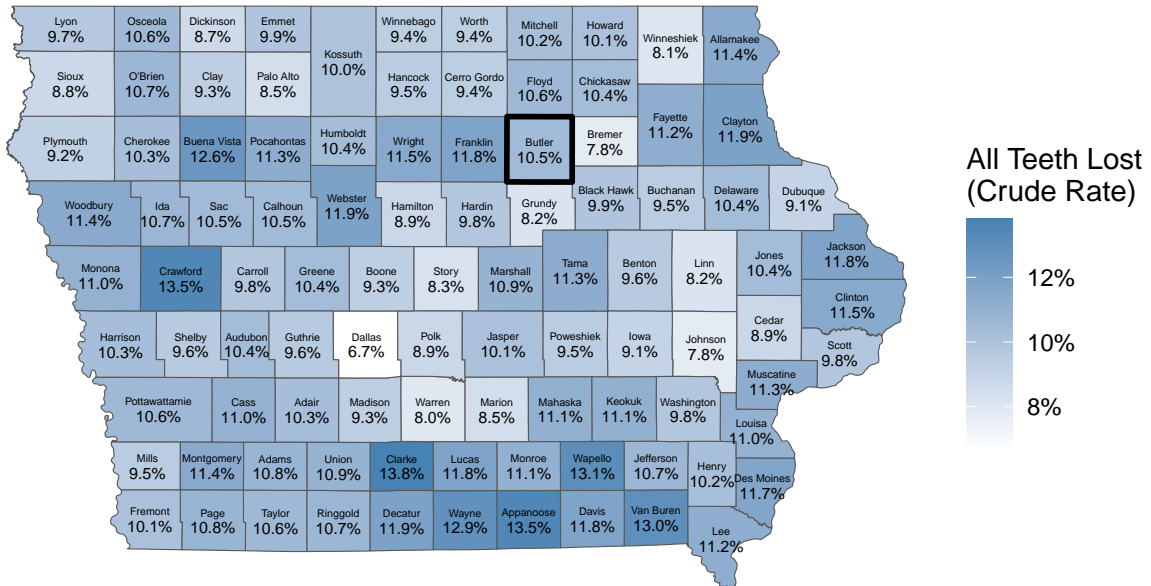 Lyon
9.7%
Osceola
10.6%
Dickinson
8.7%
Emmet
9.9%
Kossuth
10.0%
Winnebago
9.4%
Worth
9.4%
Mitchell
10.2%
Howard
10.1%
Winneshiek
8.1%
Allamakee
11.4%
Sioux
8.8%
O'Brien
10.7%
Clay
9.3%
Palo Alto
8.5%
Hancock
9.5%
Cerro Gordo
9.4%
Floyd
10.6%
Chickasaw
10.4%
Fayette
11.2%
Clayton
11.9%
Plymouth
9.2%
Cherokee
10.3%
Buena Vista
12.6%
Pocahontas
11.3%
Humboldt
10.4%
Wright
11.5%
Franklin
11.8%
Butler
10.5%
Bremer
7.8%
Woodbury
11.4%
Ida
10.7%
Sac
10.5%
Calhoun
10.5%
Webster
11.9%
Hamilton
8.9%
Hardin
9.8%
Grundy
8.2%
Black Hawk
9.9%
Buchanan
9.5%
Delaware
10.4%
Dubuque
9.1%
Monona
11.0%
Crawford
13.5%
Carroll
9.8%
Greene
10.4%
Boone
9.3%
Story
8.3%
Marshall
10.9%
Tama
11.3%
Benton
9.6%
Linn
8.2%
Jones
10.4%
Jackson
11.8%
Clinton
11.5%
Harrison
10.3%
Shelby
9.6%
Audubon
10.4%
Guthrie
9.6%
Dallas
6.7%
Polk
8.9%
Jasper
10.1%
Poweshiek
9.5%
Iowa
9.1%
Johnson
7.8%
Cedar
8.9%
Scott
9.8%
Muscatine
11.3%
Pottawattamie
10.6%
Cass
11.0%
Adair
10.3%
Madison
9.3%
Warren
8.0%
Marion
8.5%
Mahaska
11.1%
Keokuk
11.1%
Washington
9.8%
Louisa
11.0%
Mills
9.5%
Montgomery
11.4%
Adams
10.8%
Union
10.9%
Clarke
13.8%
Lucas
11.8%
Monroe
11.1%
Wapello
13.1%
Jefferson
10.7%
Henry
10.2%
Des Moines
11.7%
Fremont
10.1%
Page
10.8%
Taylor
10.6%
Ringgold
10.7%
Decatur
11.9%
Wayne
12.9%
Appanoose
13.5%
Davis
11.8%
Van Buren
13.0%
Lee
11.2%
All Teeth Lost
(Crude Rate)
12%
10%
8%